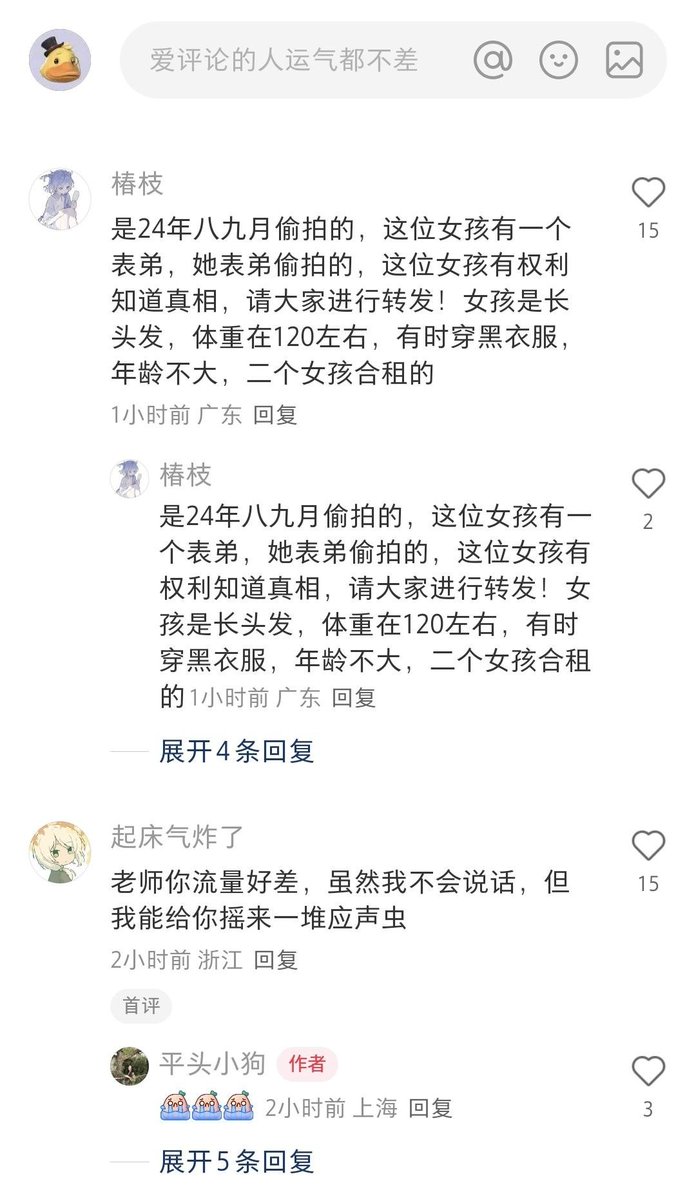 爱评论的人运气都不差
椿枝
是24年八九月偷拍的，这位女孩有一个
表弟，她表弟偷拍的，这位女孩有权利
知道真相，请大家进行转发！女孩是长
头发，体重在120左右，有时穿黑衣服，
年龄不大，二个女孩合租的
15
1小时前 广东 回复
椿枝
是24年八九月偷拍的，这位女孩有一
个表弟，她表弟偷拍的，这位女孩有
权利知道真相，请大家进行转发！女
孩是长头发，体重在120左右，有时
穿黑衣服，年龄不大，二个女孩合租
的 1小时前 广东 回复
2
展开4条回复
起床气炸了
老师你流量好差，虽然我不会说话，但
我能给你摇来一堆应声虫
15
2小时前 浙江 回复
首评
平头小狗 作者
2小时前 上海 回复
3
展开5条回复